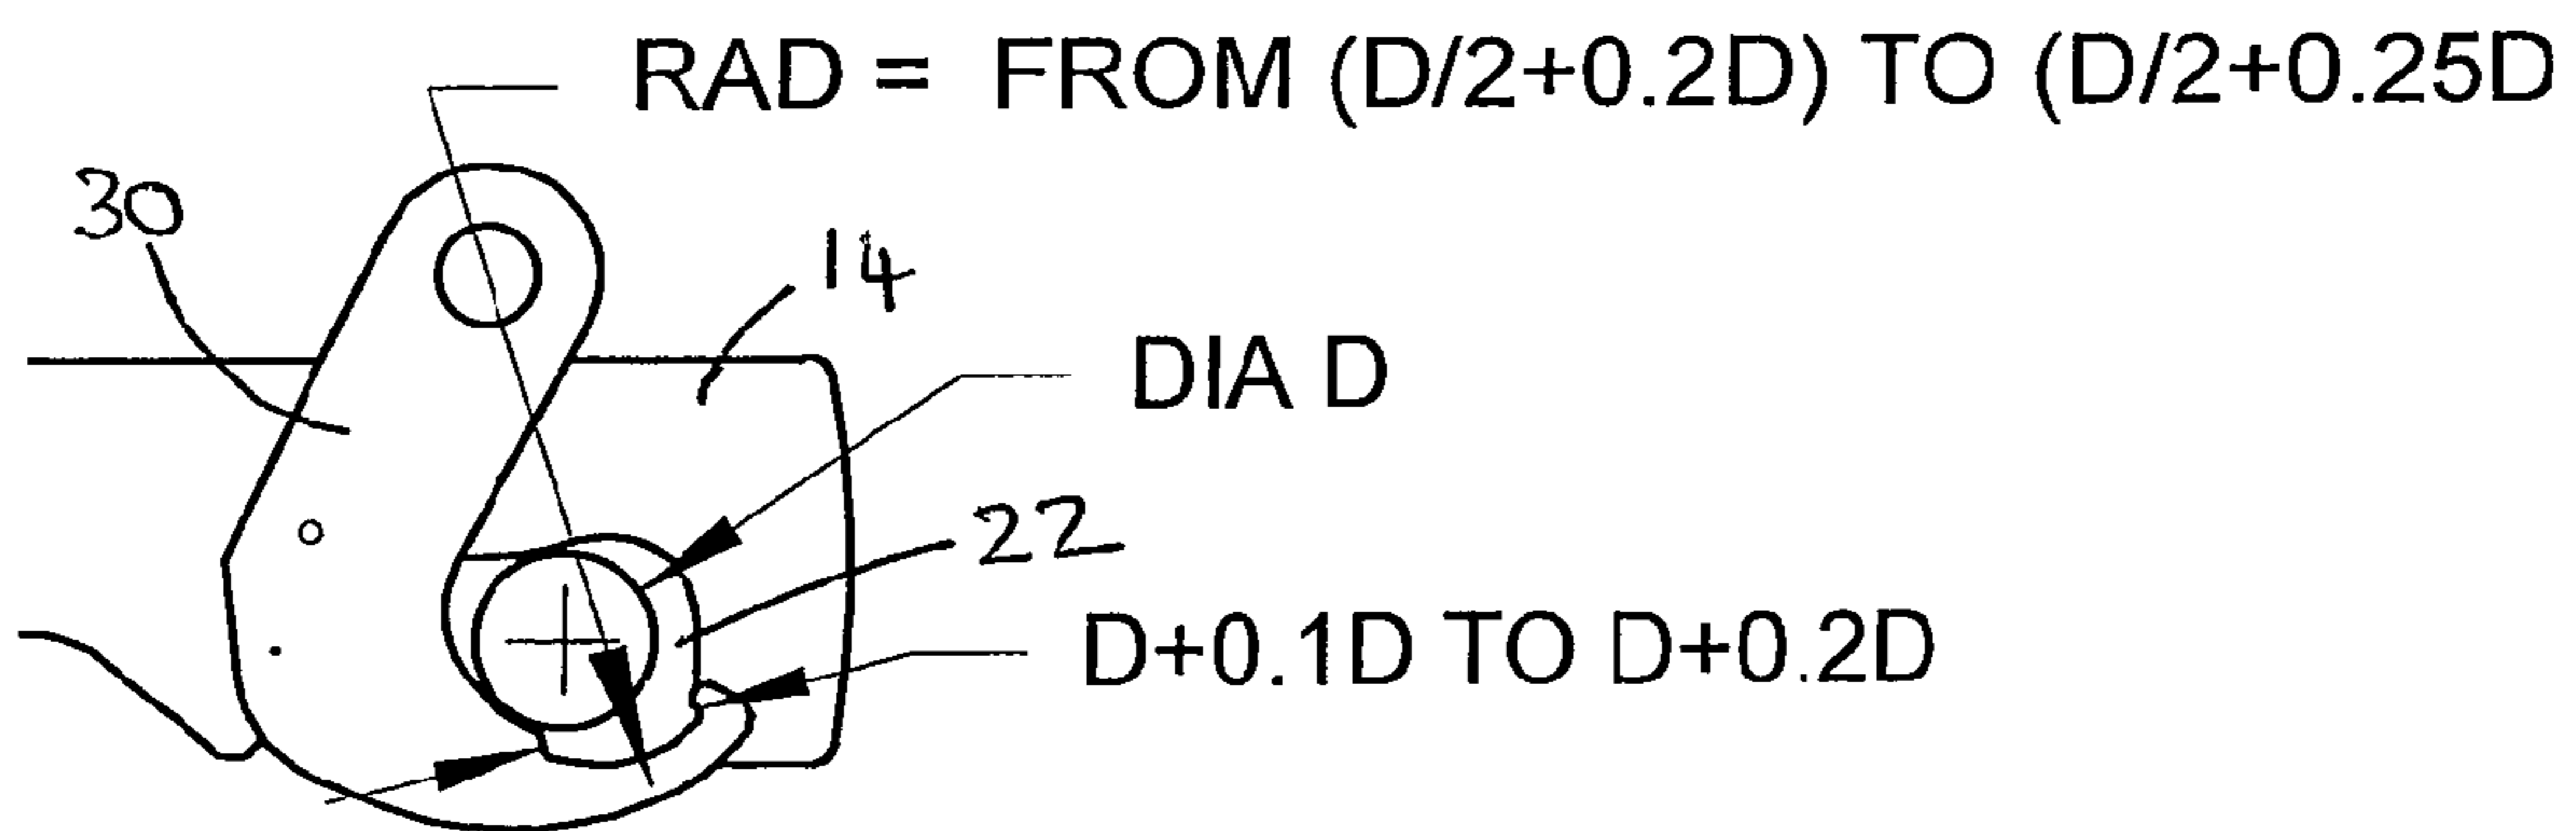 RAD = FROM (D/2+0.2D) TO (D/2+0.25D
30
14
DIA D
22
D+0.1D TO D+0.2D